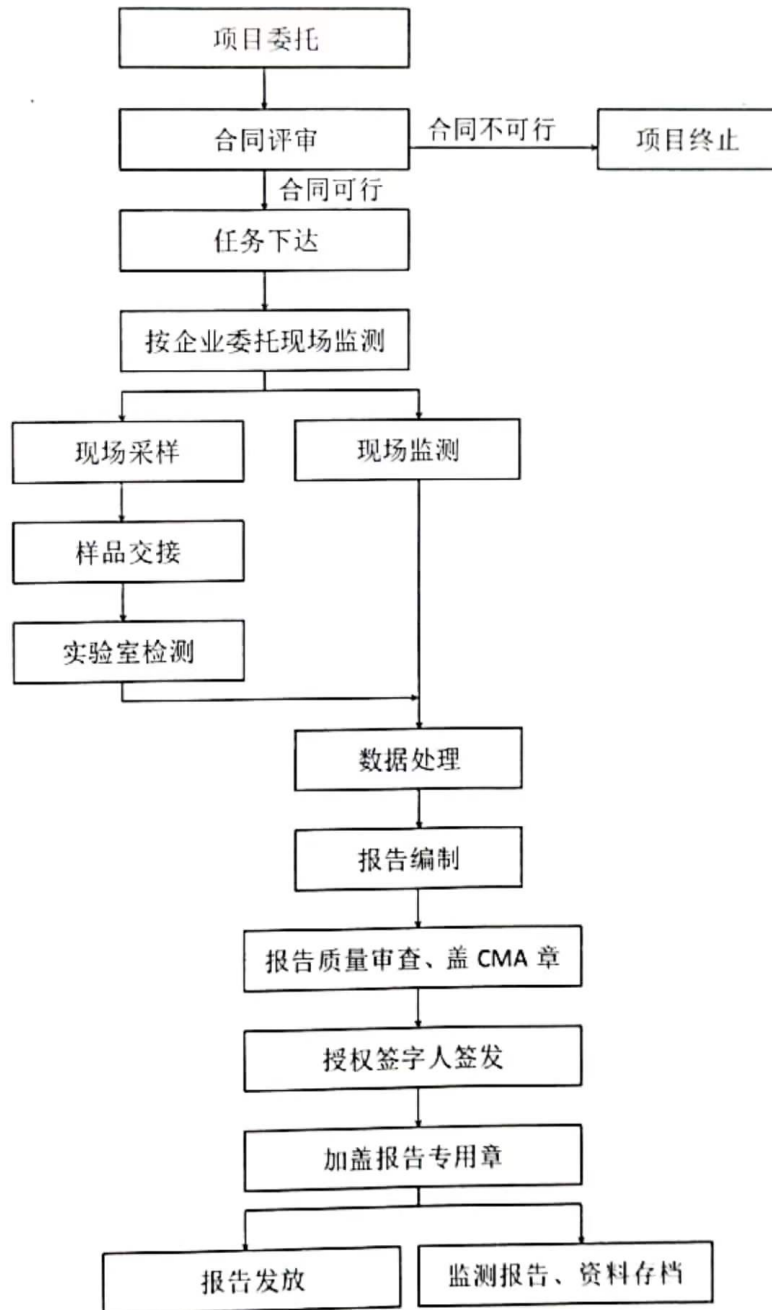 项目委托
合同评审
合同不可行
项目终止
合同可行
任务下达
按企业委托现场监测
现场采样
现场监测
样品交接
实验室检测
数据处理
报告编制
报告质量审查、盖 CMA 章
授权签字人签发
加盖报告专用章
报告发放
监测报告、资料存档